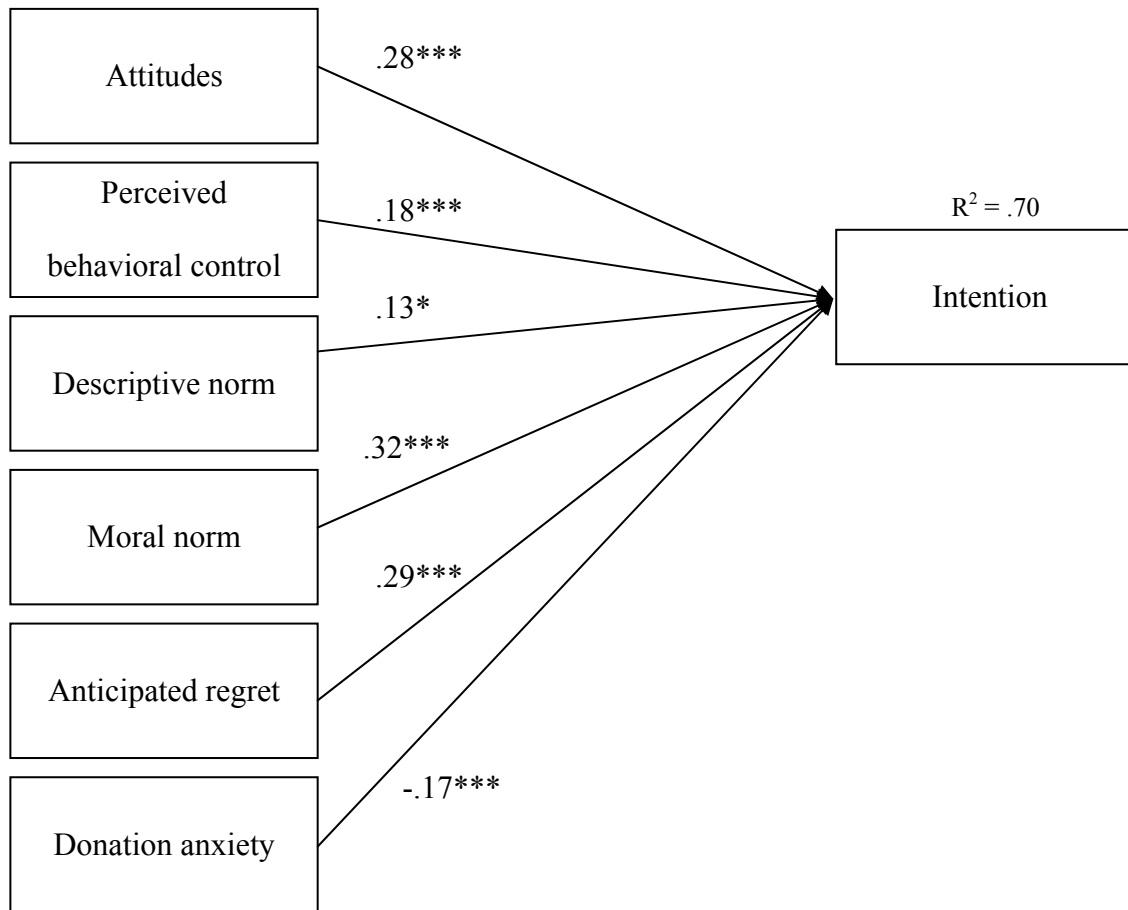 Attitudes
.28***
Perceived
behavioral control
.18***
R² = .70
Intention
.13*
Descriptive norm
.32***
Moral norm
.29***
Anticipated regret
-.17***
Donation anxiety